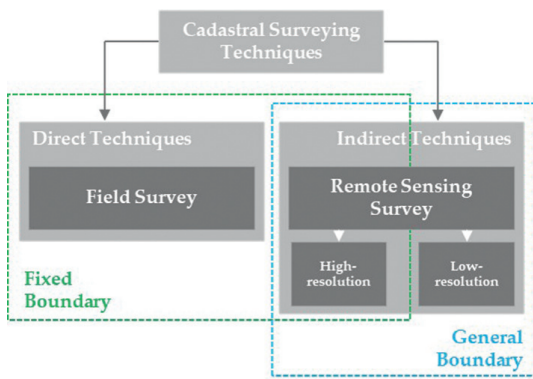 Cadastral Surveying
Techniques
Direct Techniques
Indirect Techniques
Field Survey
Remote Sensing
Survey
High-
resolution
Low-
resolution
Fixed
Boundary
General
Boundary